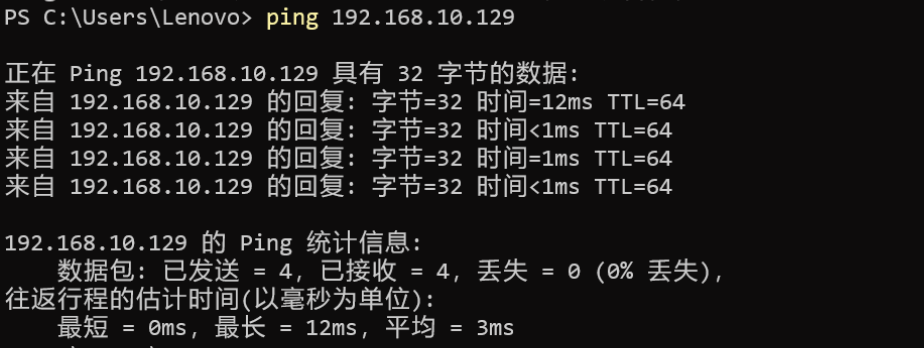 PS C:\Users\Lenovo> ping 192.168.10.129
正在 Ping 192.168.10.129 具有 32 字节的数据:
来自 192.168.10.129 的回复: 字节=32 时间=12ms TTL=64
来自 192.168.10.129 的回复: 字节=32 时间<1ms TTL=64
来自 192.168.10.129 的回复: 字节=32 时间=1ms TTL=64
来自 192.168.10.129 的回复: 字节=32 时间<1ms TTL=64
192.168.10.129 的 Ping 统计信息:
数据包: 已发送 = 4，已接收 = 4，丢失 = 0 (0% 丢失)，
往返行程的估计时间(以毫秒为单位):
最短 = 0ms，最长 = 12ms，平均 = 3ms